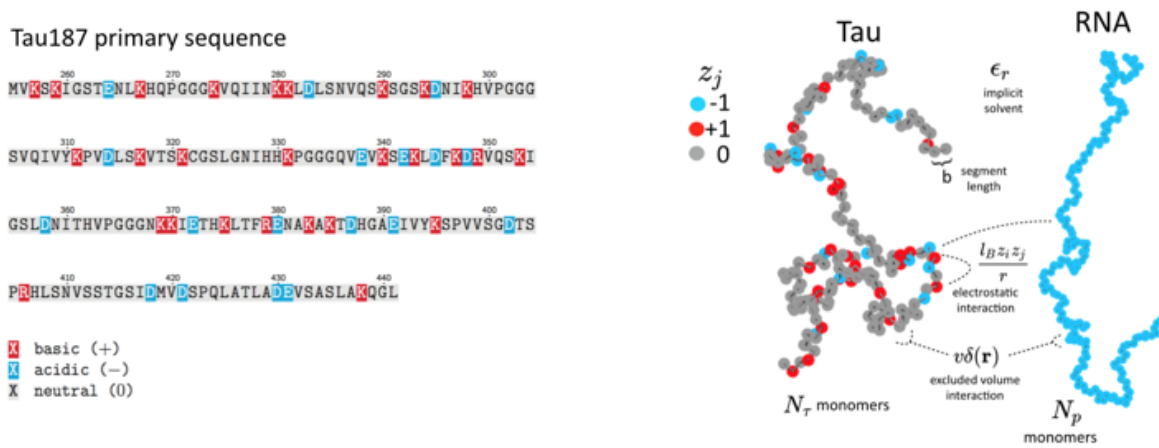 Tau187 primary sequence
260 270 280 290 300
MVKSKIGSTENLKHQPGGGKVQIINKKLDLSNVQSKSGSKDNIKHVPGGG
310 320 330 340 350
SVQIVYKPVDLSKVTSKCGSLGNIHHKPGGGQVEVKSEKLDFKDRVQSKI
360 370 380 390 400
GSLDNITHVPGGGNKKIETHKLTFRENAKAKTDHGAEIVYKSPVVSGDTS
410 420 430 440
PRHLSNVSSTGSIDMVDSPQLATLADEVSASLAKQGL
X basic (+)
X acidic (−)
X neutral (0)
Tau
RNA
z_j
-1
+1
0
ϵ_r
implicit
solvent
b segment
length
l_B z_i z_j
r
electrostatic
interaction
vδ(r)
excluded volume
interaction
N_τ monomers
N_p
monomers